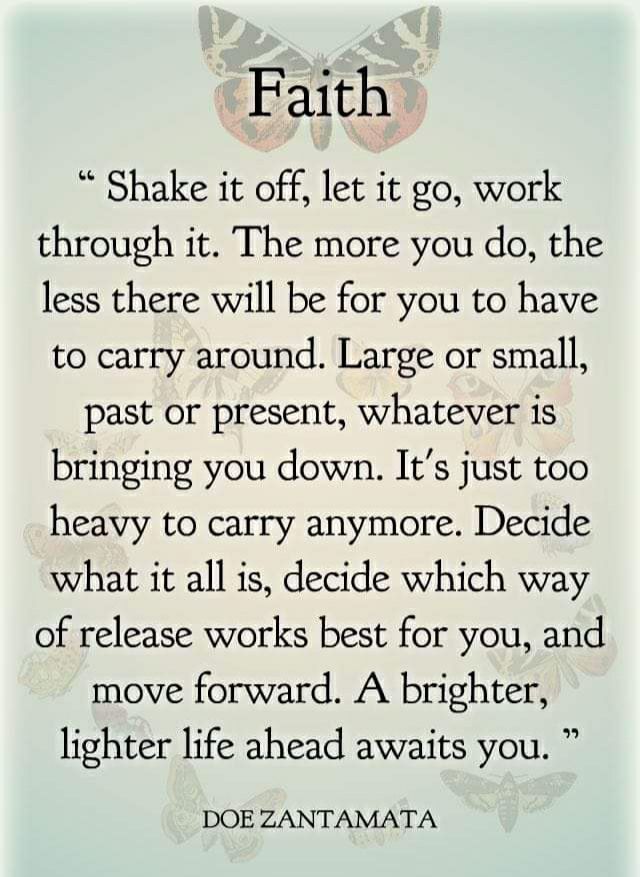 Faith
“ Shake it off, let it go, work
through it. The more you do, the
less there will be for you to have
to carry around. Large or small,
past or present, whatever is
bringing you down. It's just too
heavy to carry anymore. Decide
what it all is, decide which way
of release works best for you, and
move forward. A brighter,
lighter life ahead awaits you. ”
DOE ZANTAMATA